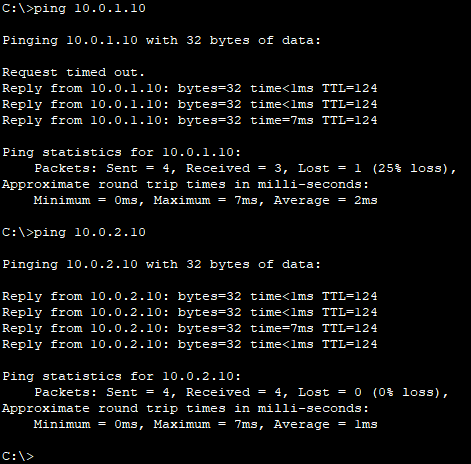 C:\>ping 10.0.1.10
Pinging 10.0.1.10 with 32 bytes of data:
Request timed out.
Reply from 10.0.1.10: bytes=32 time<1ms TTL=124
Reply from 10.0.1.10: bytes=32 time<1ms TTL=124
Reply from 10.0.1.10: bytes=32 time=7ms TTL=124
Ping statistics for 10.0.1.10:
    Packets: Sent = 4, Received = 3, Lost = 1 (25% loss),
Approximate round trip times in milli-seconds:
    Minimum = 0ms, Maximum = 7ms, Average = 2ms
C:\>ping 10.0.2.10
Pinging 10.0.2.10 with 32 bytes of data:
Reply from 10.0.2.10: bytes=32 time<1ms TTL=124
Reply from 10.0.2.10: bytes=32 time<1ms TTL=124
Reply from 10.0.2.10: bytes=32 time=7ms TTL=124
Reply from 10.0.2.10: bytes=32 time<1ms TTL=124
Ping statistics for 10.0.2.10:
    Packets: Sent = 4, Received = 4, Lost = 0 (0% loss),
Approximate round trip times in milli-seconds:
    Minimum = 0ms, Maximum = 7ms, Average = 1ms
C:\>